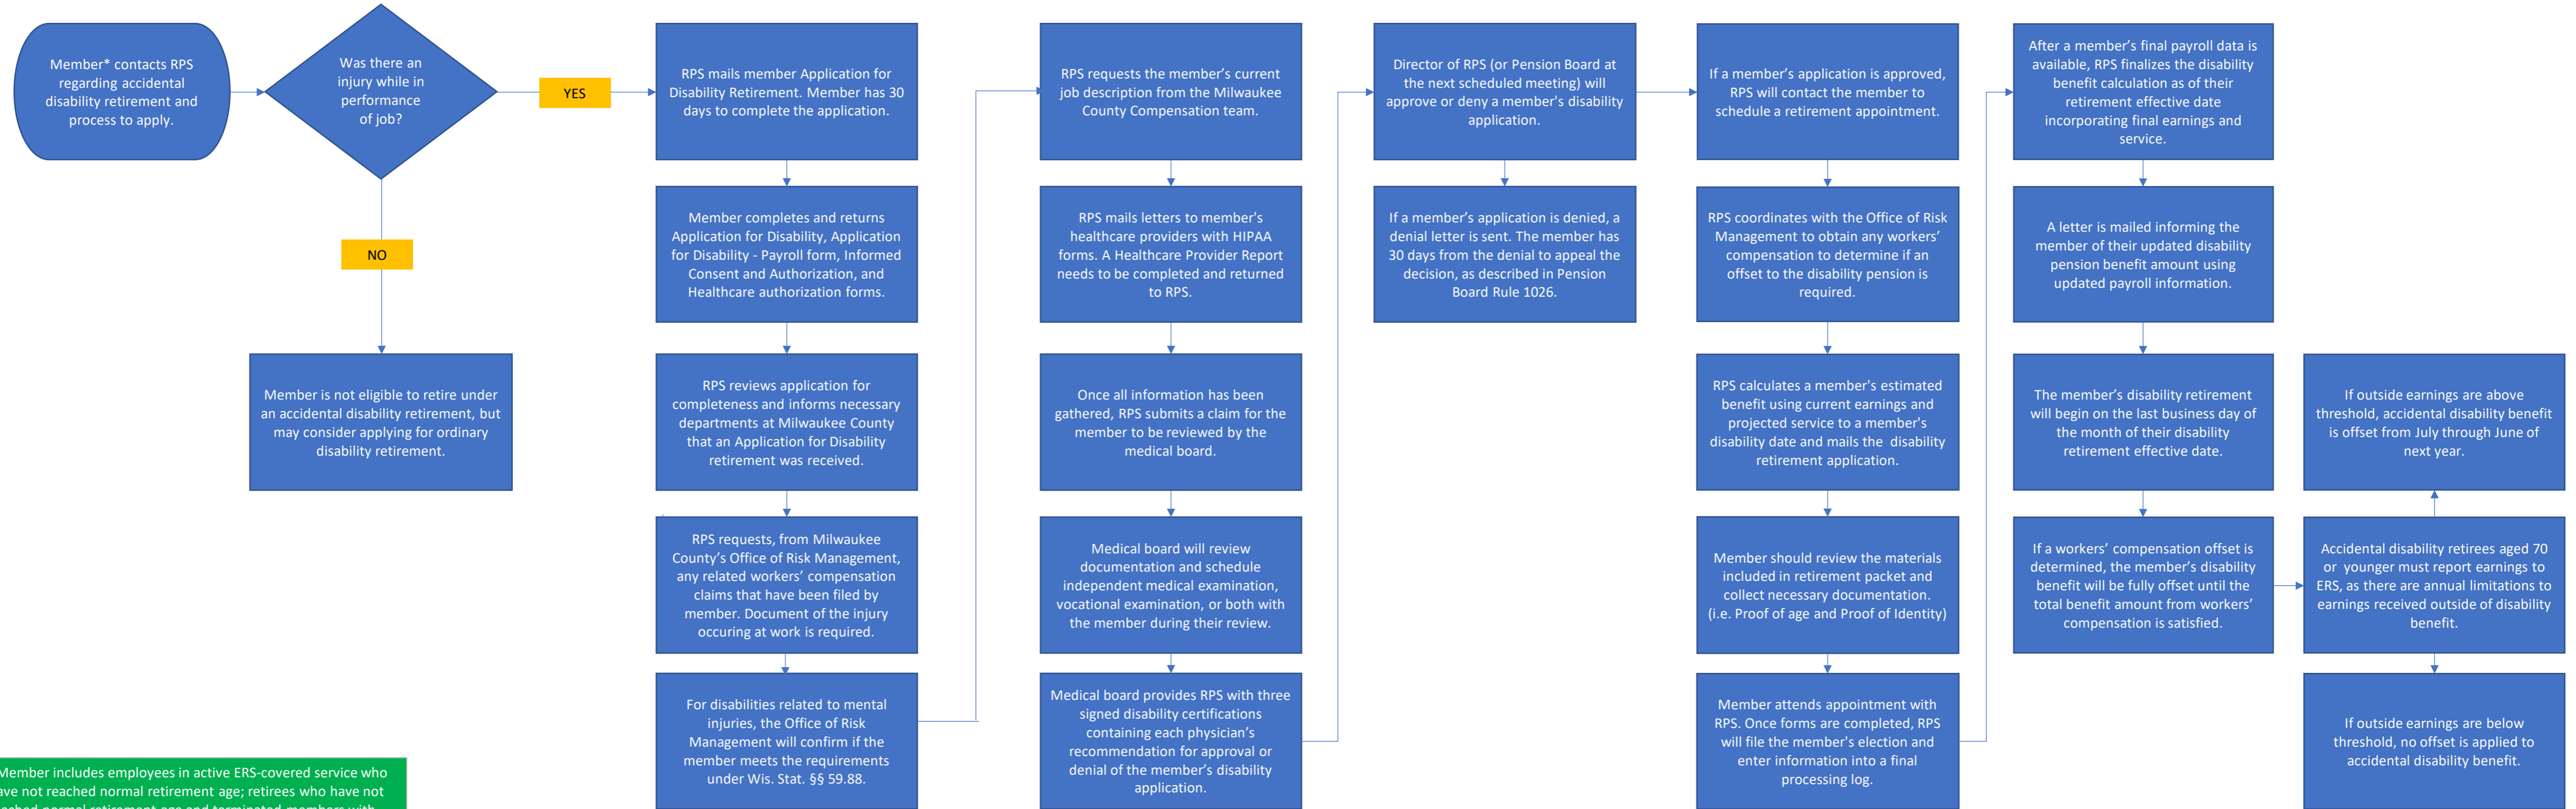 Member* contacts RPS
regarding accidental
disability retirement and
process to apply.
Was there an
injury while in
performance
of job?
YES
NO
Member is not eligible to retire under
an accidental disability retirement, but
may consider applying for ordinary
disability retirement.
RPS mails member Application for
Disability Retirement. Member has 30
days to complete the application.
Member completes and returns
Application for Disability, Application
for Disability - Payroll form, Informed
Consent and Authorization, and
Healthcare authorization forms.
RPS reviews application for
completeness and informs necessary
departments at Milwaukee County
that an Application for Disability
retirement was received.
RPS requests, from Milwaukee
County's Office of Risk Management,
any related workers' compensation
claims that have been filed by
member. Document of the injury
occuring at work is required.
For disabilities related to mental
injuries, the Office of Risk
Management will confirm if the
member meets the requirements
under Wis. Stat. §§ 59.88.
RPS requests the member's current
job description from the Milwaukee
County Compensation team.
RPS mails letters to member's
healthcare providers with HIPAA
forms. A Healthcare Provider Report
needs to be completed and returned
to RPS.
Once all information has been
gathered, RPS submits a claim for the
member to be reviewed by the
medical board.
Medical board will review
documentation and schedule
independent medical examination,
vocational examination, or both with
the member during their review.
Medical board provides RPS with three
signed disability certifications
containing each physician's
recommendation for approval or
denial of the member's disability
application.
Director of RPS (or Pension Board at
the next scheduled meeting) will
approve or deny a member's disability
application.
If a member's application is denied, a
denial letter is sent. The member has
30 days from the denial to appeal the
decision, as described in Pension
Board Rule 1026.
If a member's application is approved,
RPS will contact the member to
schedule a retirement appointment.
RPS coordinates with the Office of Risk
Management to obtain any workers'
compensation to determine if an
offset to the disability pension is
required.
RPS calculates a member's estimated
benefit using current earnings and
projected service to a member's
disability date and mails the disability
retirement application.
Member should review the materials
included in retirement packet and
collect necessary documentation.
(i.e. Proof of age and Proof of Identity)
Member attends appointment with
RPS. Once forms are completed, RPS
will file the member's election and
enter information into a final
processing log.
After a member's final payroll data is
available, RPS finalizes the disability
benefit calculation as of their
retirement effective date
incorporating final earnings and
service.
A letter is mailed informing the
member of their updated disability
pension benefit amount using
updated payroll information.
The member's disability retirement
will begin on the last business day of
the month of their disability
retirement effective date.
If a workers' compensation offset is
determined, the member's disability
benefit will be fully offset until the
total benefit amount from workers'
compensation is satisfied.
If outside earnings are above
threshold, accidental disability benefit
is offset from July through June of
next year.
Accidental disability retirees aged 70
or younger must report earnings to
ERS, as there are annual limitations to
earnings received outside of disability
benefit.
If outside earnings are below
threshold, no offset is applied to
accidental disability benefit.
Member includes employees in active ERS-covered service who
have not reached normal retirement age; retirees who have not
reached normal retirement age and terminated members with